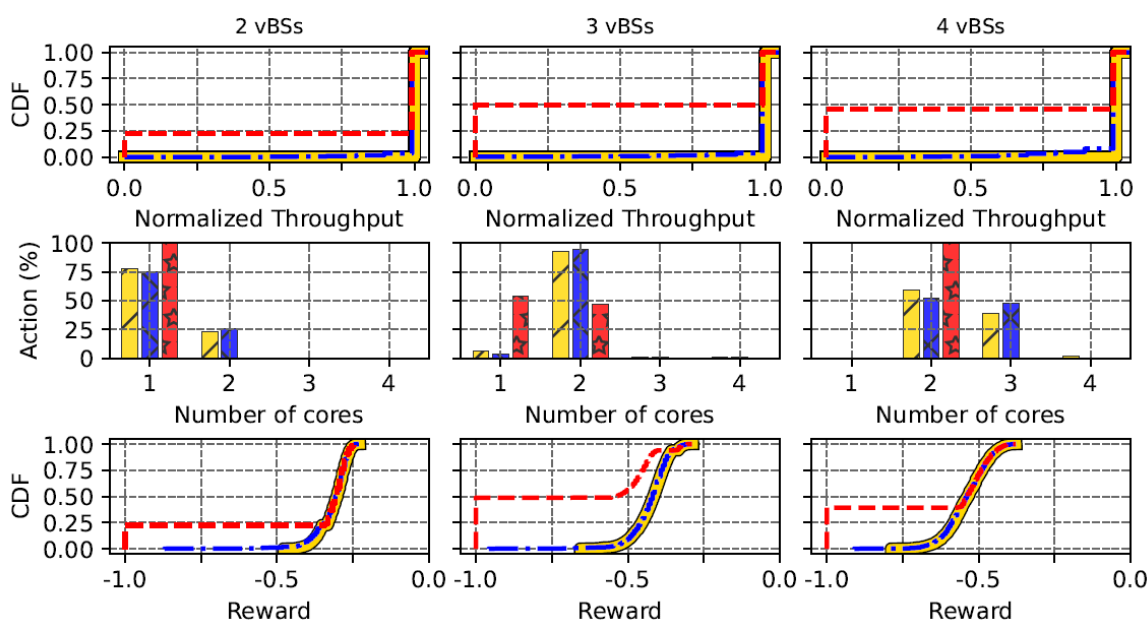 2 vBSs 3 vBSs 4 vBSs
CDF
1.00
0.75
0.50
0.25
0.00
0.0 0.5 1.0 0.0 0.5 1.0 0.0 0.5 1.0
Normalized Throughput Normalized Throughput Normalized Throughput
Action (%)
100
75
50
25
0
1 2 3 4 1 2 3 4 1 2 3 4
Number of cores Number of cores Number of cores
CDF
1.00
0.75
0.50
0.25
0.00
-1.0 -0.5 0.0 -1.0 -0.5 0.0 -1.0 -0.5 0.0
Reward Reward Reward